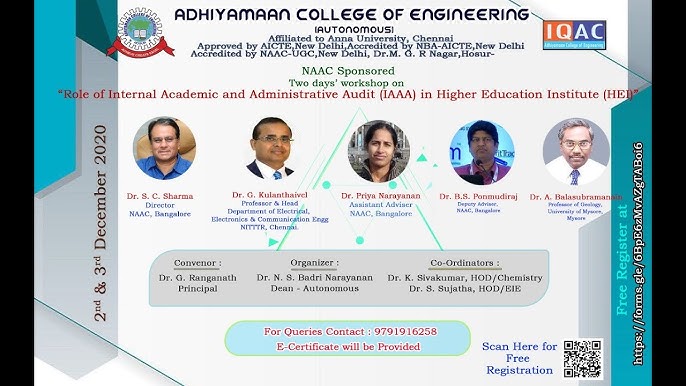 ADHIYAMAAN COLLEGE OF ENGINEERING
(AUTONOMOUS)
Affiliated to Anna University, Chennai
Approved by AICTE,New Delhi,Accredited by NBA-AICTE,New Delhi
Accredited by NAAC-UGC,New Delhi, Dr.M. G. R Nagar,Hosur-
IQAC
Adhiyamaan College of Engineering
NAAC Sponsored
Two days' workshop on
"Role of Internal Academic and Administrative Audit (IAAA) in Higher Education Institute (HEI)"
2nd & 3rd December 2020
Dr. S. C. Sharma
Director
NAAC, Bangalore
Dr. G. Kulanthaivel
Professor & Head
Department of Electrical,
Electronics & Communication Engg
NITTTR, Chennai.
Dr. Priya Narayanan
Assistant Adviser
NAAC, Bangalore
Dr. B.S. Ponmudiraj
Deputy Adviser,
NAAC, Bangalore
Dr. A. Balasubramanian
Professor of Geology,
University of Mysore,
Mysore
Convenor :
Dr. G. Ranganath
Principal
Organizer :
Dr. N. S. Badri Narayanan
Dean - Autonomous
Co-Ordinators :
Dr. K. Sivakumar, HOD/Chemistry
Dr. S. Sujatha, HOD/EIE
For Queries Contact : 9791916258
E-Certificate will be Provided
Scan Here for
Free
Registration
Free Register at
https://forms.gle/6BpE6zMvAZgTABoi6